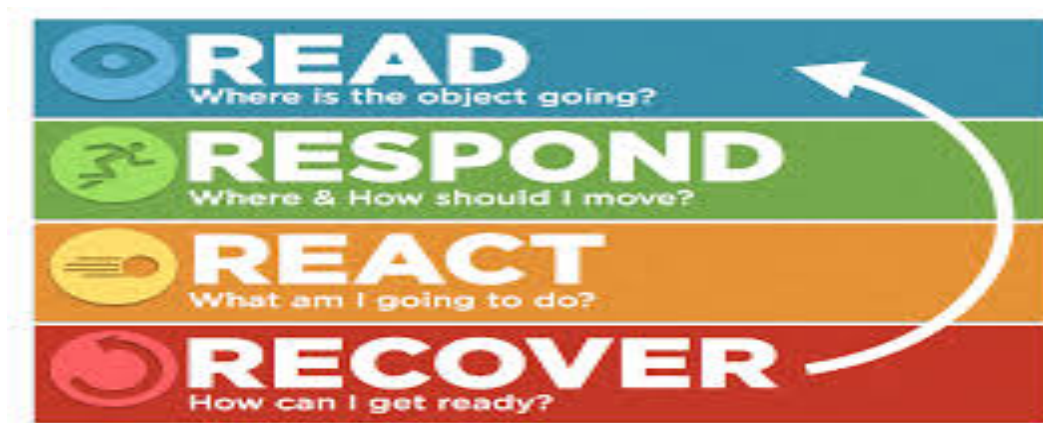 READ
Where is the object going?
RESPOND
Where & How should I move?
REACT
What am I going to do?
RECOVER
How can I get ready?